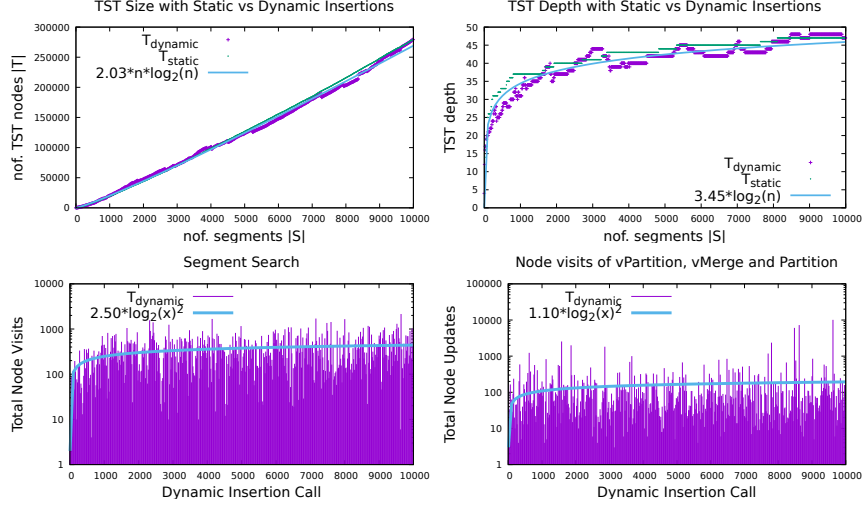 TST Size with Static vs Dynamic Insertions
T_dynamic
T_static
2.03*n*log_2(n)
nof. TST nodes |T|
300000
250000
200000
150000
100000
50000
0
0 1000 2000 3000 4000 5000 6000 7000 8000 9000 10000
nof. segments |S|
TST Depth with Static vs Dynamic Insertions
TST depth
50
45
40
35
30
25
20
15
10
5
0
T_dynamic
T_static
3.45*log_2(n)
0 1000 2000 3000 4000 5000 6000 7000 8000 9000 10000
nof. segments |S|
Segment Search
T_dynamic
2.50*log_2(x)^2
Total Node Visits
10000
1000
100
10
1
0 1000 2000 3000 4000 5000 6000 7000 8000 9000 10000
Dynamic Insertion Call
Node visits of vPartition, vMerge and Partition
T_dynamic
1.10*log_2(x)^2
Total Node Updates
100000
10000
1000
100
10
1
0 1000 2000 3000 4000 5000 6000 7000 8000 9000 10000
Dynamic Insertion Call